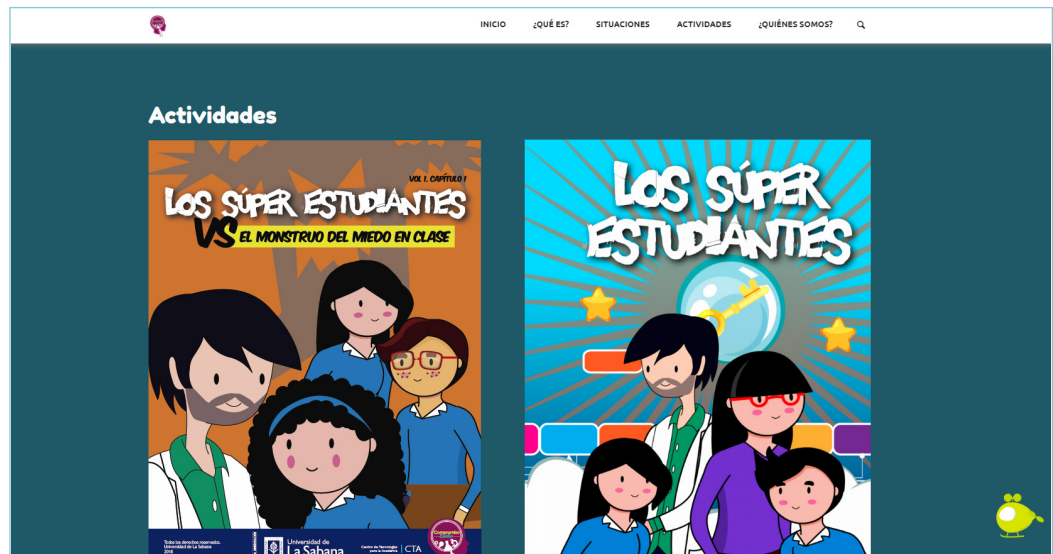 INICIO ¿QUÉ ES? SITUACIONES ACTIVIDADES ¿QUIÉNES SOMOS?
Actividades
VOL 1. CAPÍTULO 1
LOS SÚPER ESTUDIANTES
VS EL MONSTRUO DEL MIEDO EN CLASE
Todos los derechos reservados.
Universidad de La Sabana
2018
Universidad de
La Sabana
Centro de Tecnologías
para la Academia
CTA
LOS SÚPER
ESTUDIANTES